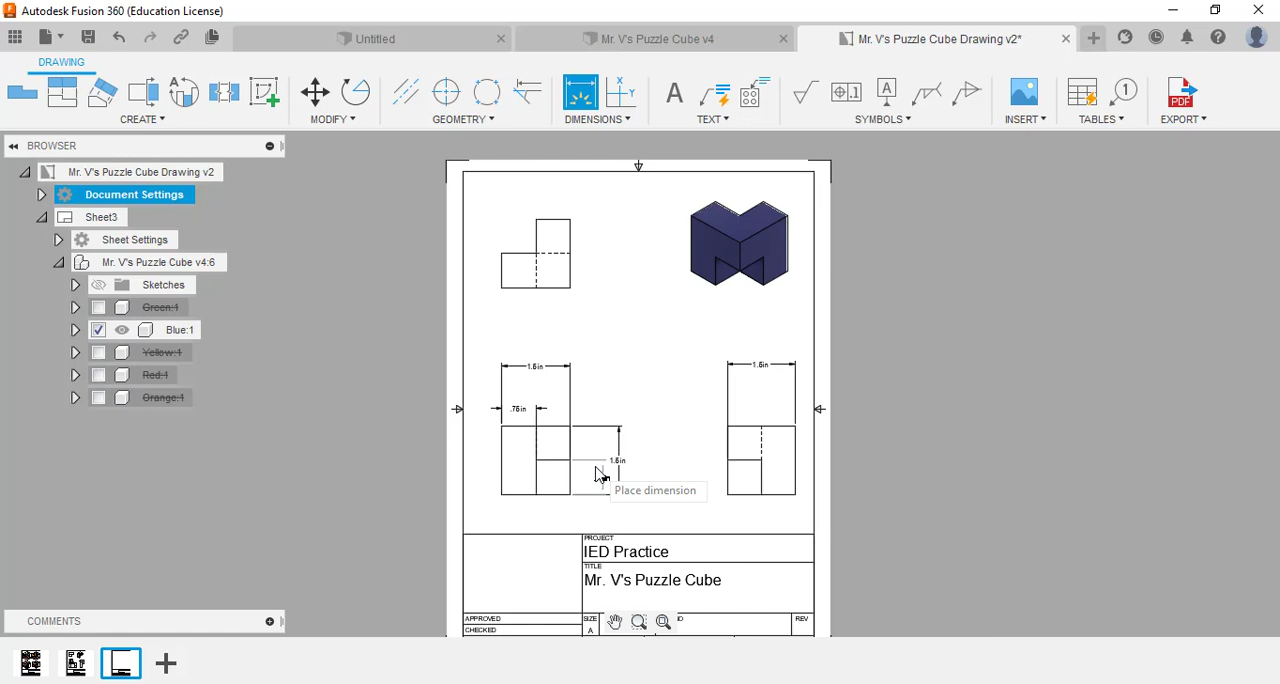 Autodesk Fusion 360 (Education License)
Untitled
Mr. V's Puzzle Cube v4
Mr. V's Puzzle Cube Drawing v2*
DRAWING
CREATE
MODIFY
GEOMETRY
DIMENSIONS
TEXT
SYMBOLS
INSERT
TABLES
EXPORT
BROWSER
Mr. V's Puzzle Cube Drawing v2
Document Settings
Sheet3
Sheet Settings
Mr. V's Puzzle Cube v4:6
Sketches
Green:1
Blue:1
Yellow:1
Red:1
Orange:1
1.5in
1.5in
.75in
1.5in
Place dimension
PROJECT
IED Practice
TITLE
Mr. V's Puzzle Cube
APPROVED
CHECKED
SIZE
A
REV
COMMENTS